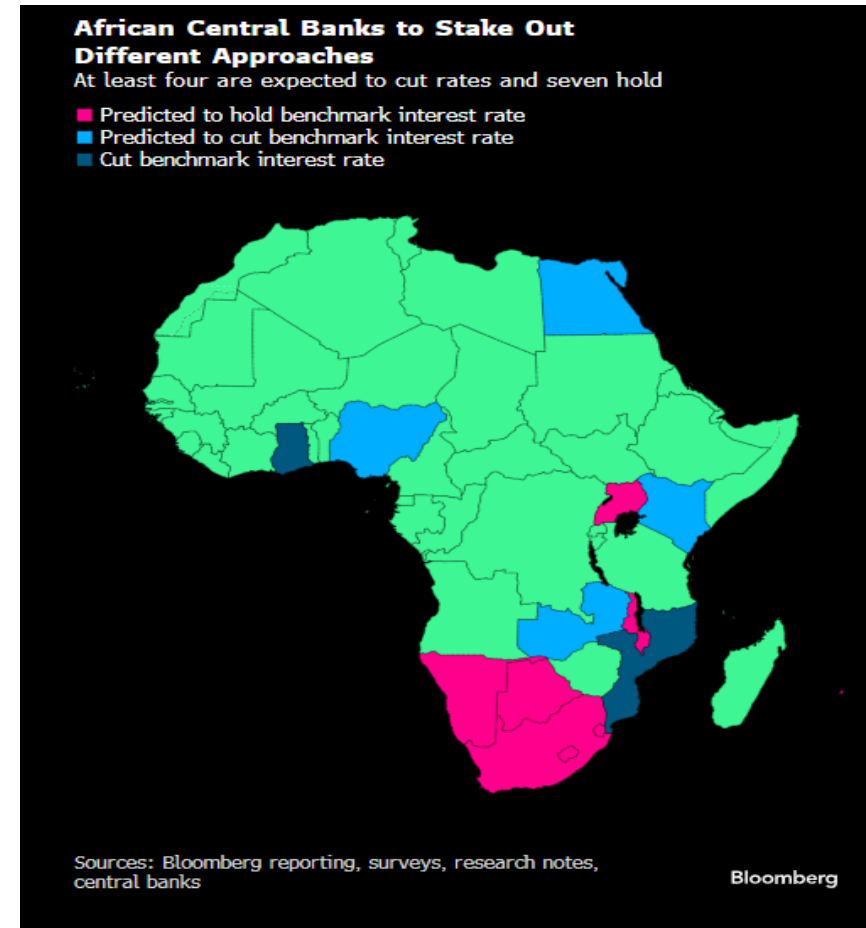 African Central Banks to Stake Out
Different Approaches
At least four are expected to cut rates and seven hold
Predicted to hold benchmark interest rate
Predicted to cut benchmark interest rate
Cut benchmark interest rate
Sources: Bloomberg reporting, surveys, research notes,
central banks
Bloomberg